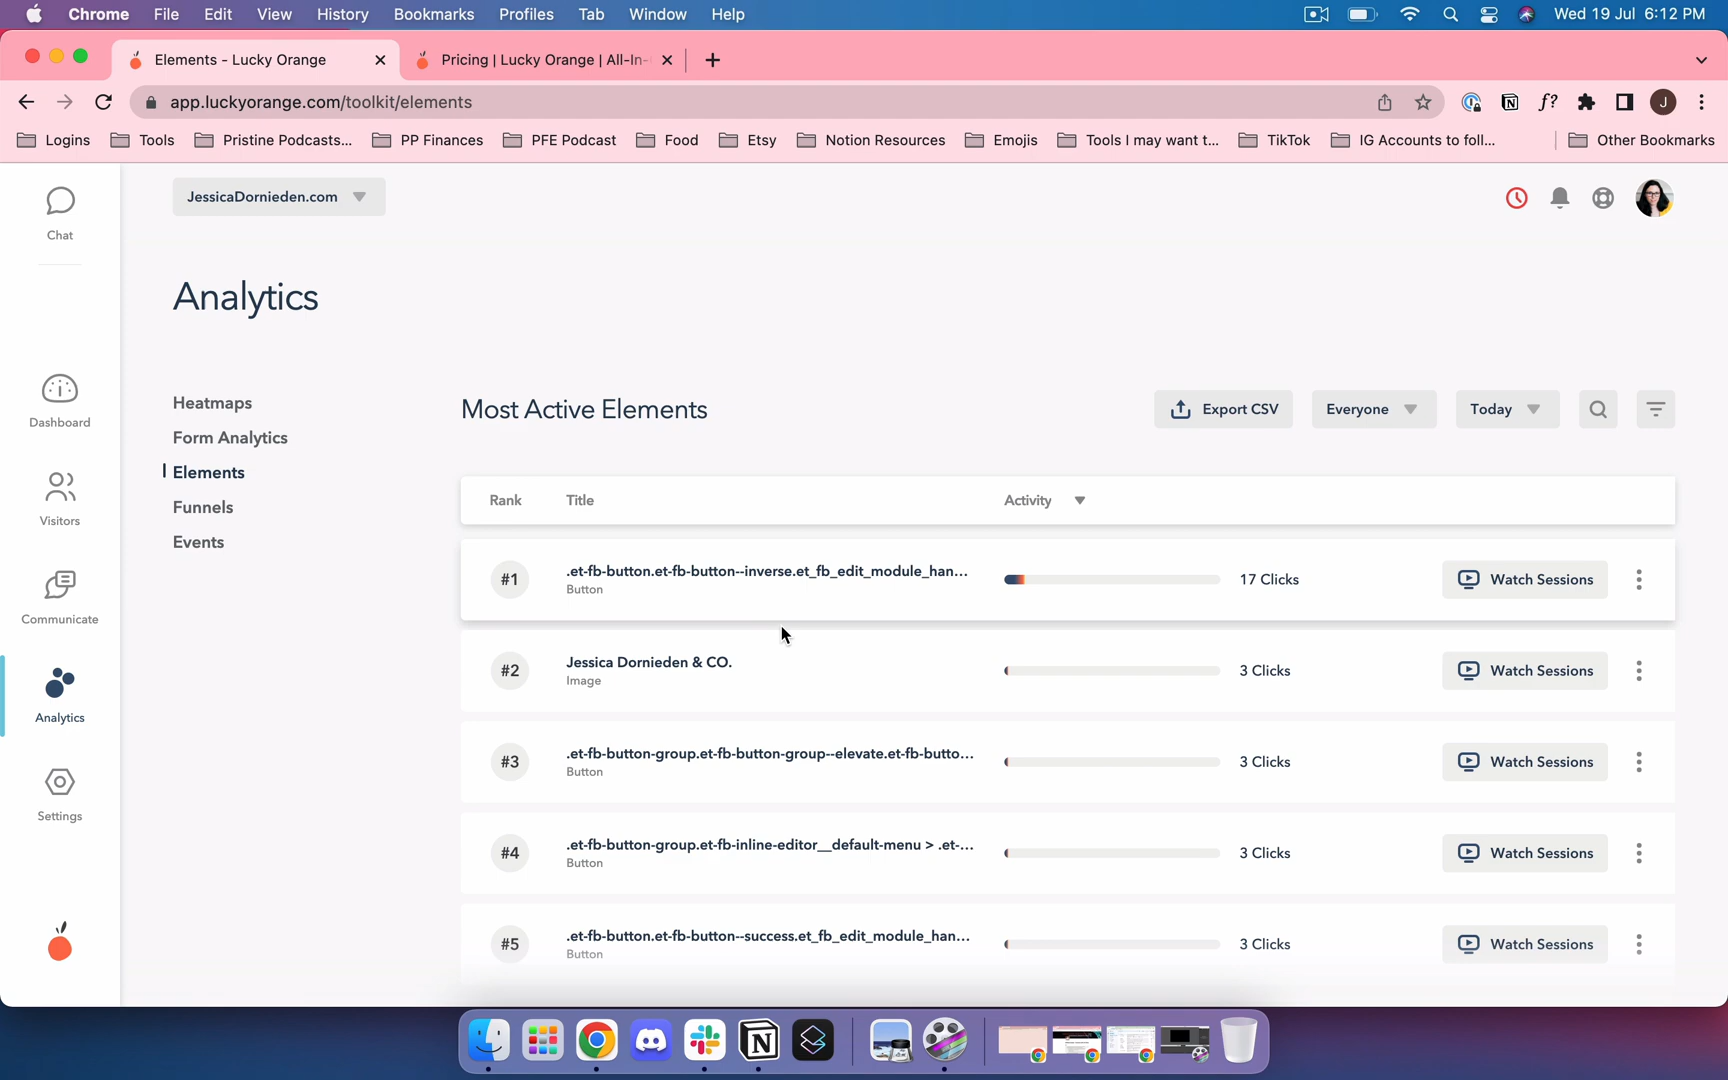 Chrome File Edit View History Bookmarks Profiles Tab Window Help Wed 19 Jul 6:12 PM
Elements - Lucky Orange Pricing | Lucky Orange | All-In-
app.luckyorange.com/toolkit/elements f? J
Logins Tools Pristine Podcasts... PP Finances PFE Podcast Food Etsy Notion Resources Emojis Tools I may want t... TikTok IG Accounts to foll... Other Bookmarks
JessicaDornieden.com
Chat
Analytics
Dashboard
Visitors
Communicate
Analytics
Settings
Heatmaps
Form Analytics
Elements
Funnels
Events
Most Active Elements Export CSV Everyone Today
Rank Title Activity
#1 .et-fb-button.et-fb-button--inverse.et_fb_edit_module_han... 17 Clicks Watch Sessions
Button
#2 Jessica Dornieden & CO. 3 Clicks Watch Sessions
Image
#3 .et-fb-button-group.et-fb-button-group--elevate.et-fb-butto... 3 Clicks Watch Sessions
Button
#4 .et-fb-button-group.et-fb-inline-editor__default-menu > .et-... 3 Clicks Watch Sessions
Button
#5 .et-fb-button.et-fb-button--success.et_fb_edit_module_han... 3 Clicks Watch Sessions
Button